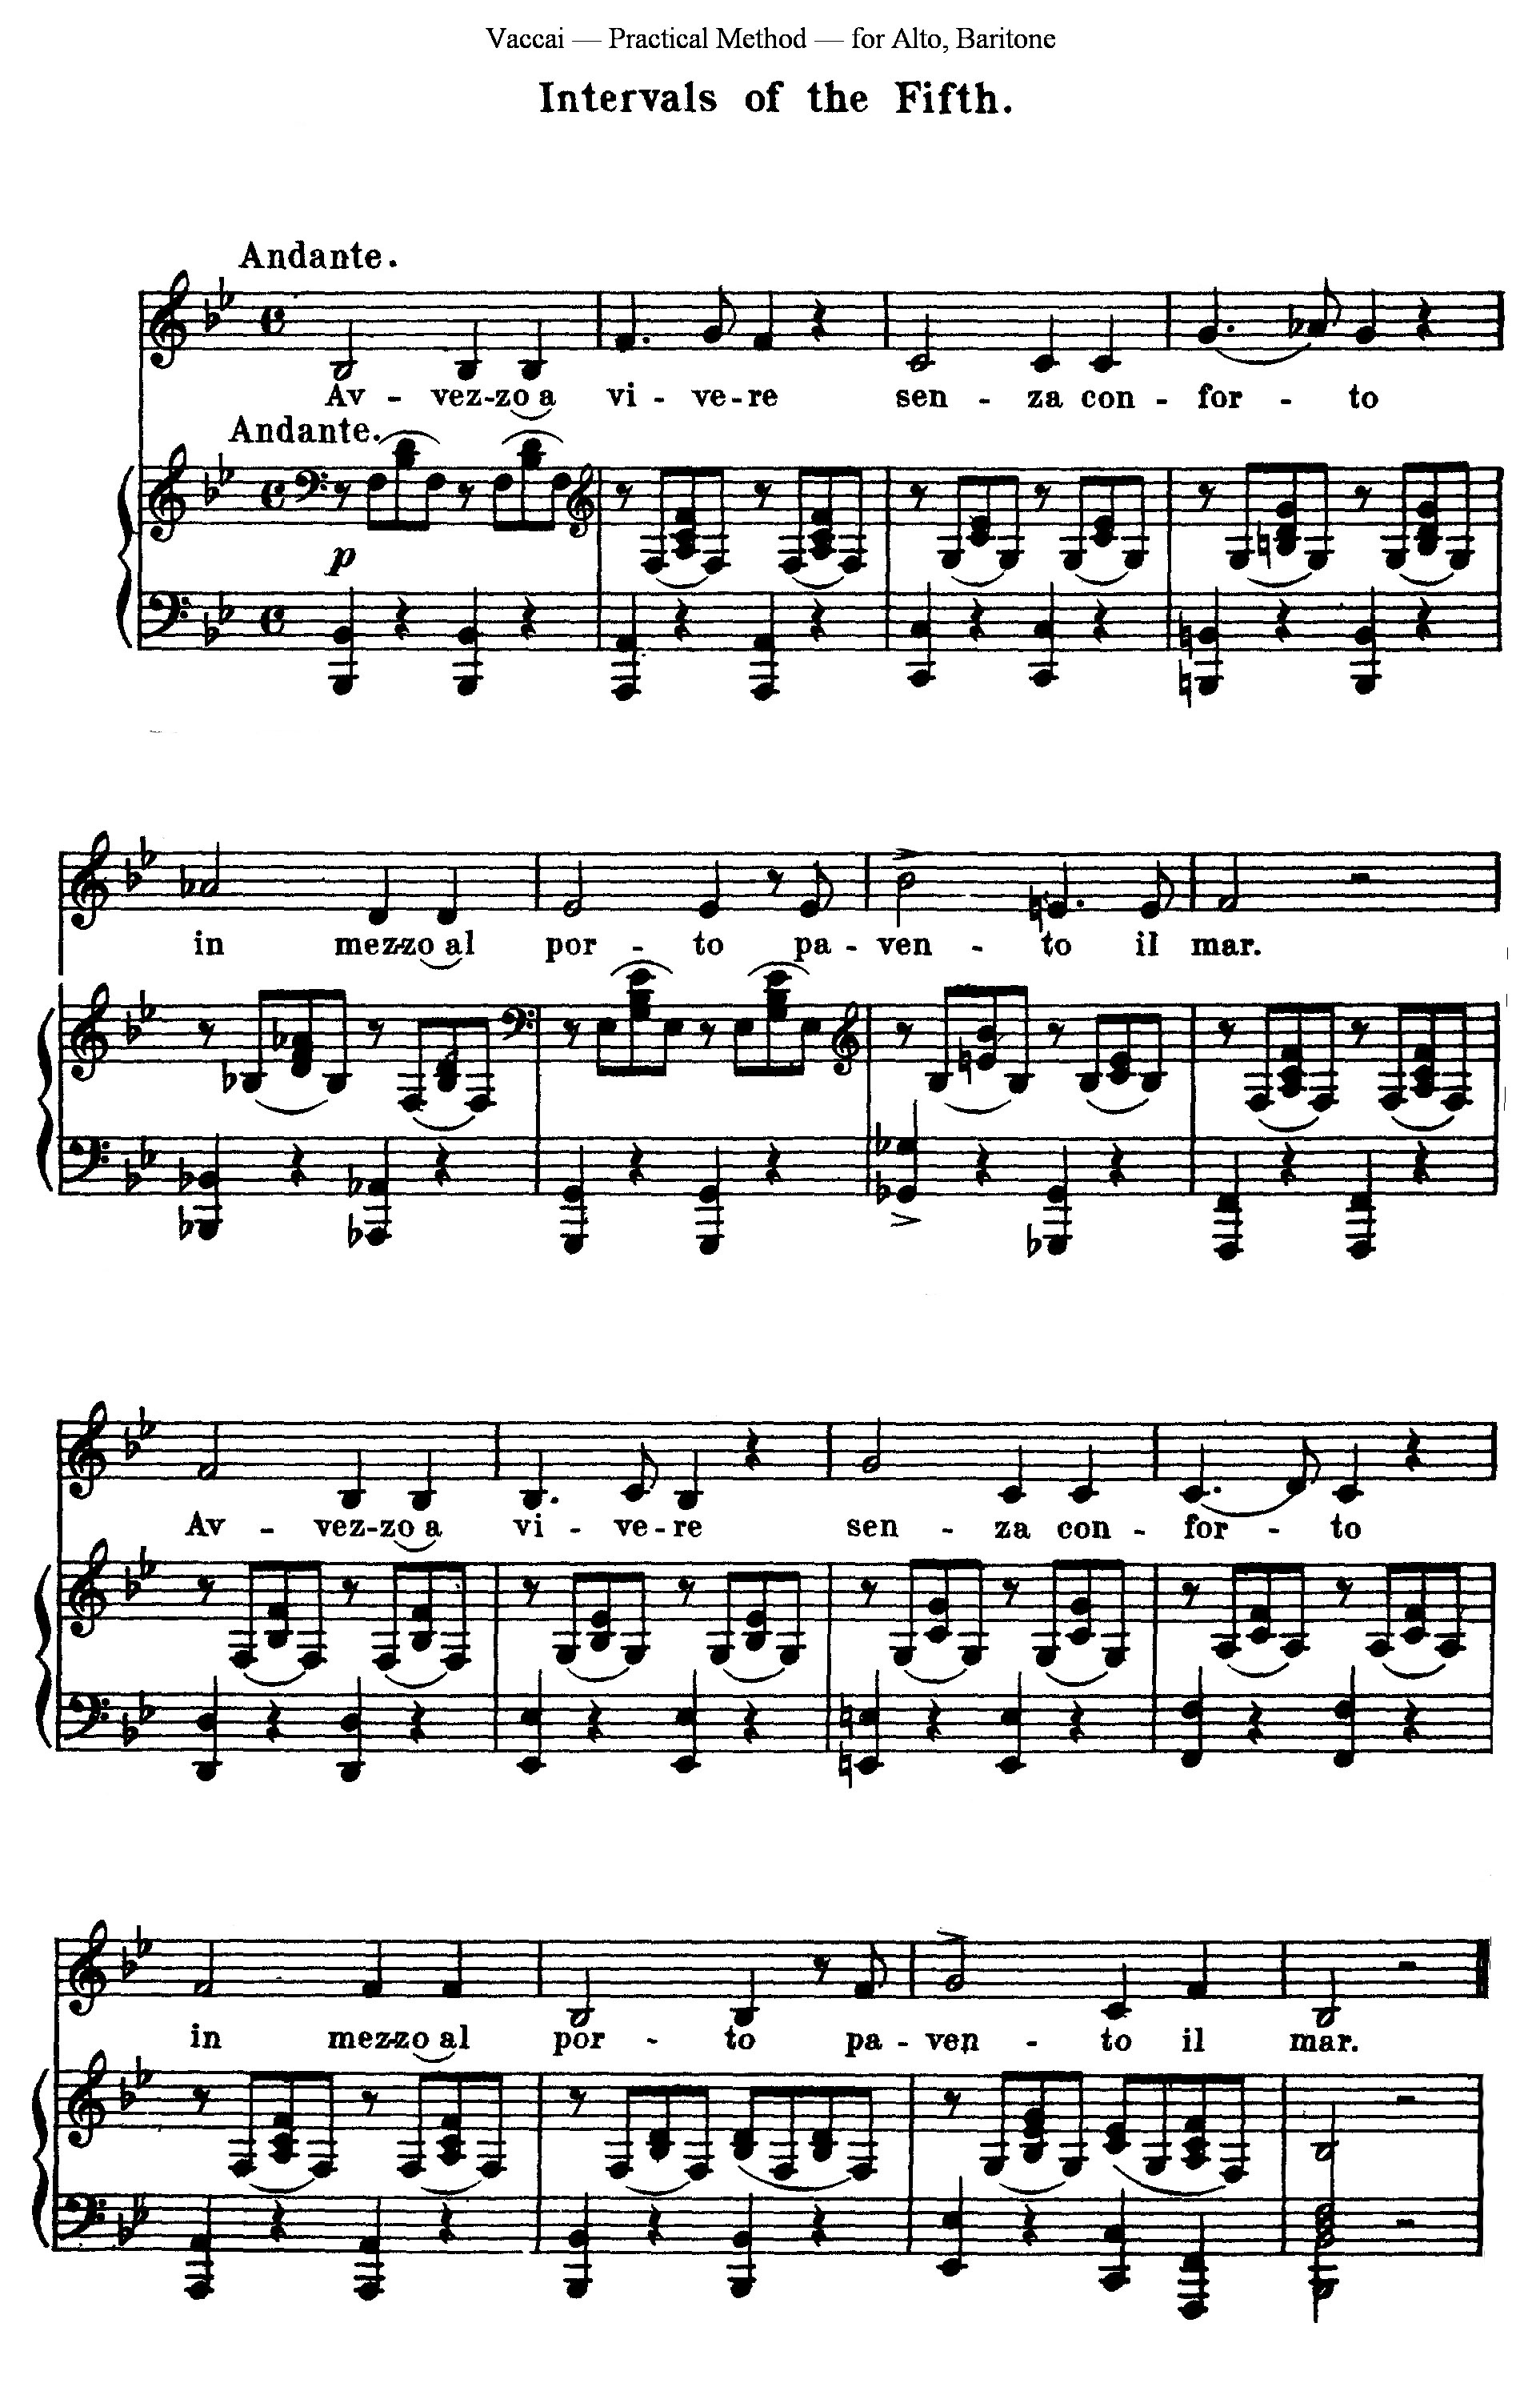 Vaccai — Practical Method — for Alto, Baritone
Intervals of the Fifth.
Andante.
Av - vez-zo a vi - ve-re sen - za con - for - to
Andante.
p
in mez-zo al por - to pa - ven - to il mar.
Av - vez-zo a vi - ve-re sen - za con - for - to
in mez-zo al por - to pa - ven - to il mar.